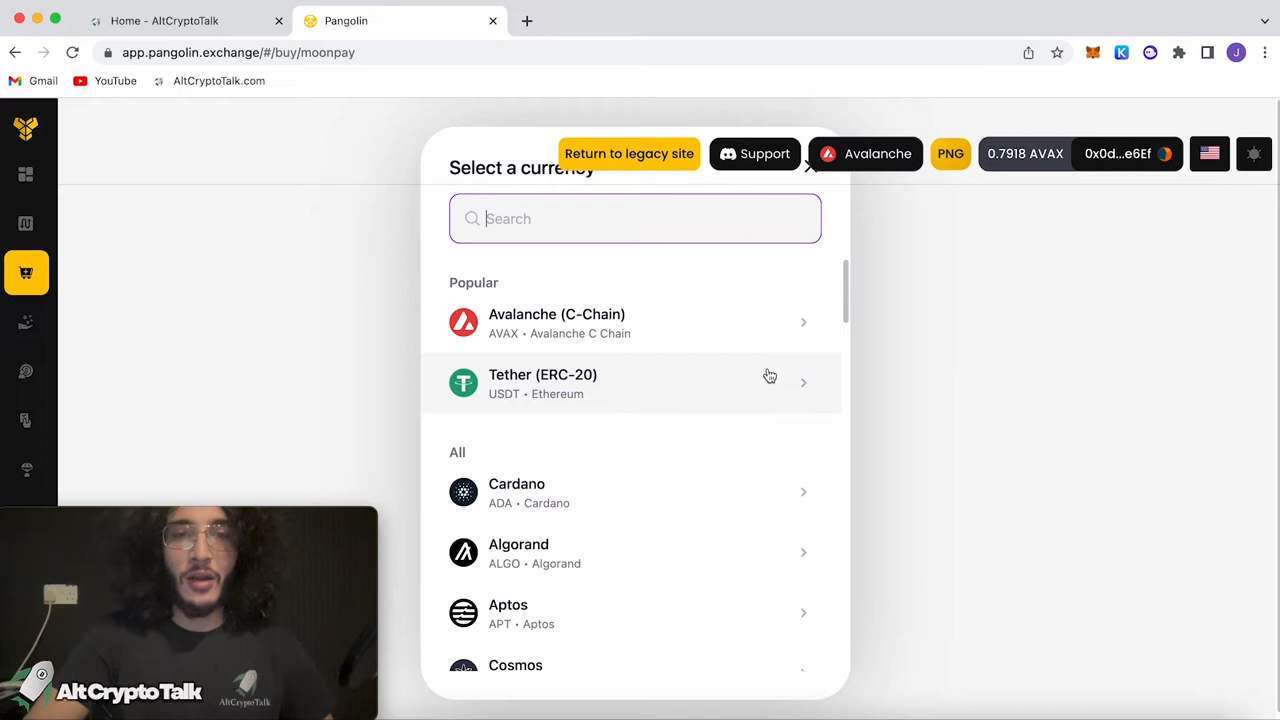 Home - AltCryptoTalk
Pangolin
app.pangolin.exchange/#/buy/moonpay
J
Gmail
YouTube
AltCryptoTalk.com
Return to legacy site
Support
Avalanche
PNG
0.7918 AVAX
0x0d...e6Ef
Select a currency
Search
Popular
Avalanche (C-Chain)
AVAX • Avalanche C Chain
Tether (ERC-20)
USDT • Ethereum
All
Cardano
ADA • Cardano
Algorand
ALGO • Algorand
Aptos
APT • Aptos
Cosmos
AltCryptoTalk
AltCryptoTalk